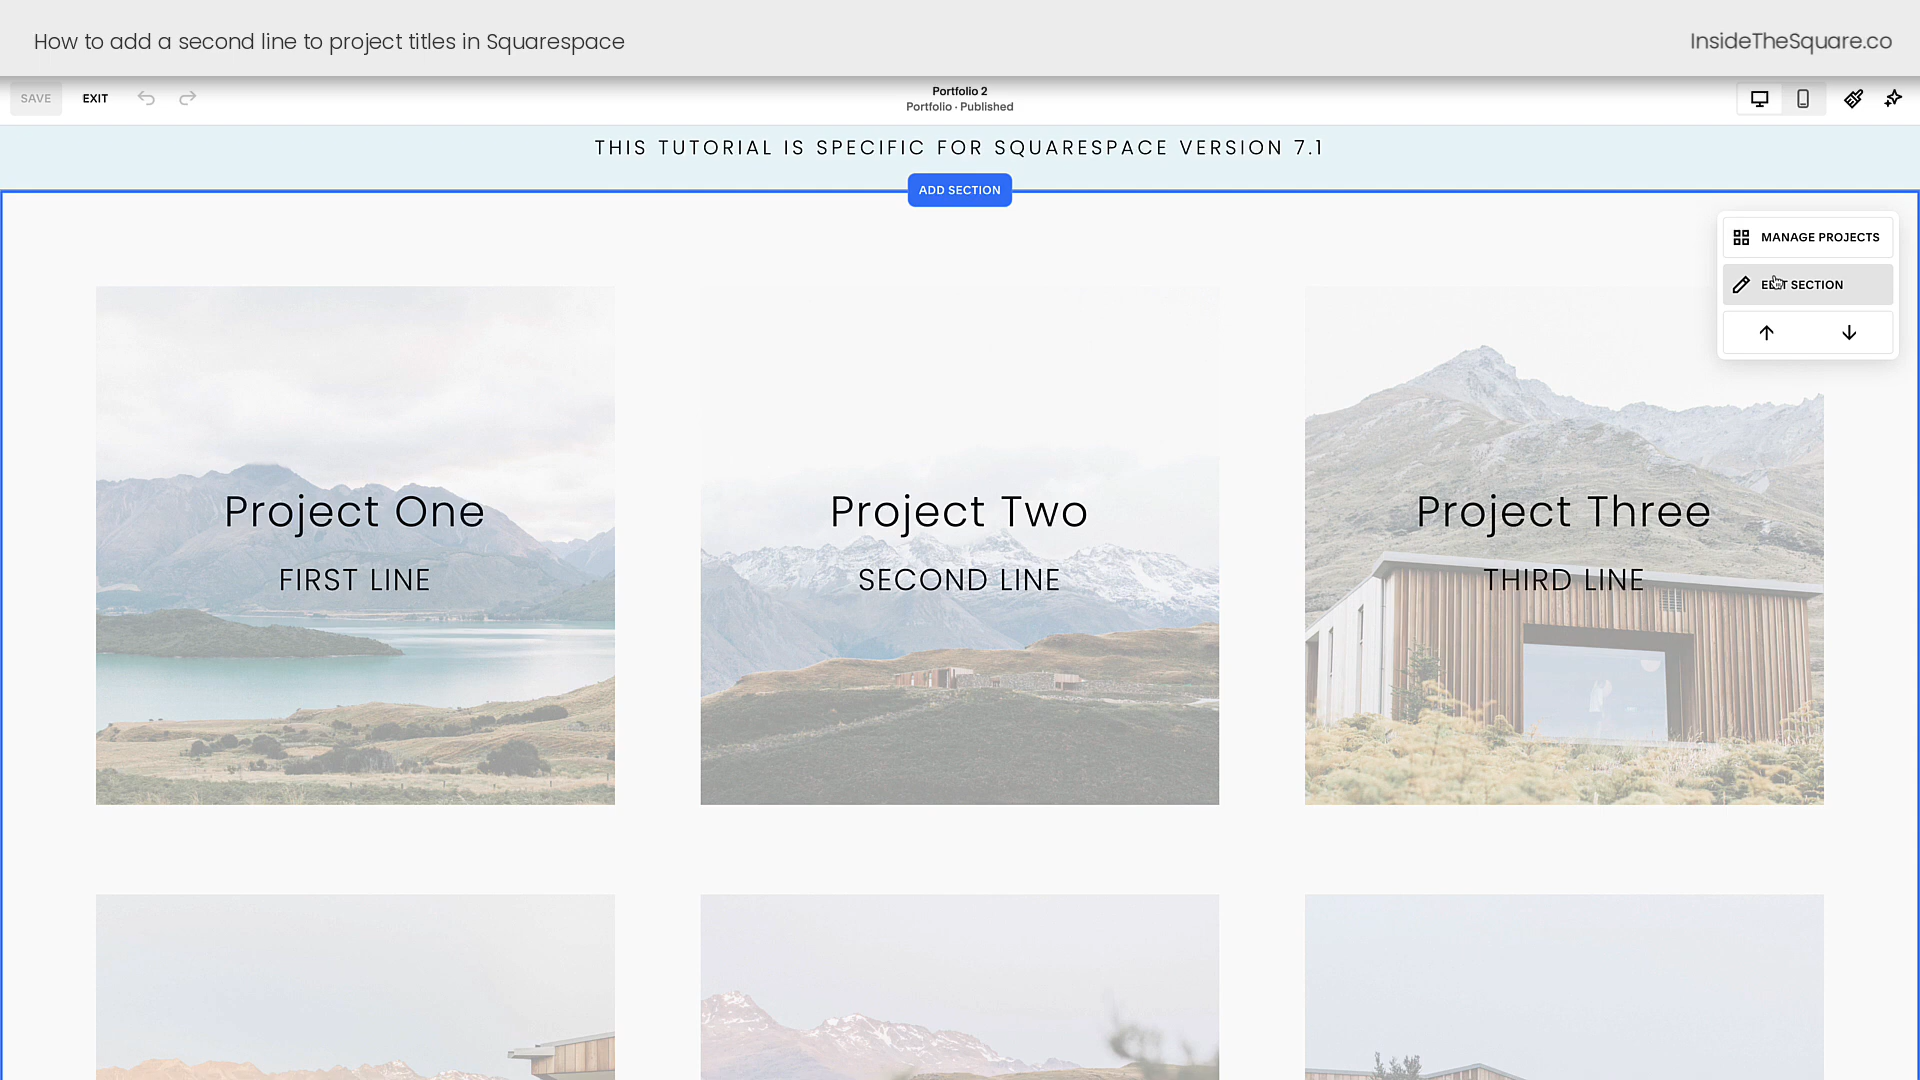 How to add a second line to project titles in Squarespace
InsideTheSquare.co
SAVE
EXIT
Portfolio 2
Portfolio · Published
THIS TUTORIAL IS SPECIFIC FOR SQUARESPACE VERSION 7.1
ADD SECTION
MANAGE PROJECTS
EDIT SECTION
Project One
FIRST LINE
Project Two
SECOND LINE
Project Three
THIRD LINE